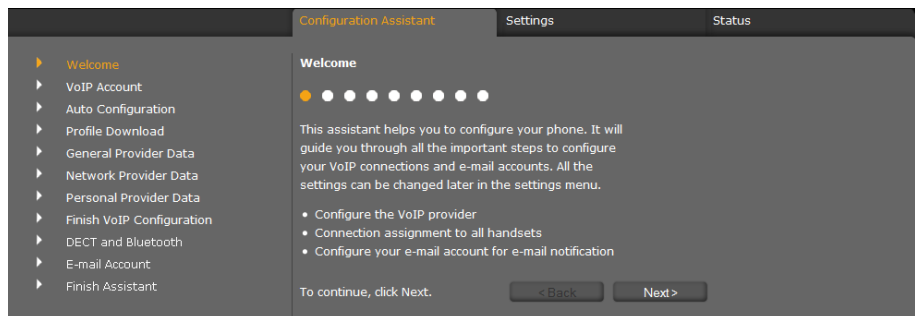 Configuration Assistant Settings Status
Welcome
VoIP Account
Auto Configuration
Profile Download
General Provider Data
Network Provider Data
Personal Provider Data
Finish VoIP Configuration
DECT and Bluetooth
E-mail Account
Finish Assistant
Welcome
This assistant helps you to configure your phone. It will
guide you through all the important steps to configure
your VoIP connections and e-mail accounts. All the
settings can be changed later in the settings menu.
• Configure the VoIP provider
• Connection assignment to all
handsets
• Configure your e-mail account for e-mail notification
To continue, click Next. < Back Next >